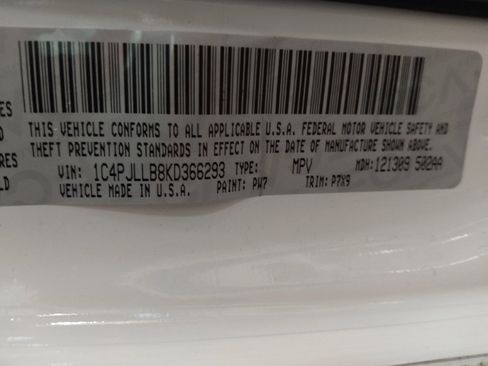 THIS VEHICLE CONFORMS TO ALL APPLICABLE U.S.A. FEDERAL MOTOR VEHICLE SAFETY AND
THEFT PREVENTION STANDARDS IN EFFECT ON THE DATE OF MANUFACTURE SHOWN ABOVE.
VIN: 1C4PJLLB8KD366293 TYPE: MPV MDH: 121309 502AA
VEHICLE MADE IN U.S.A. PAINT: PW7 TRIM: P7X9